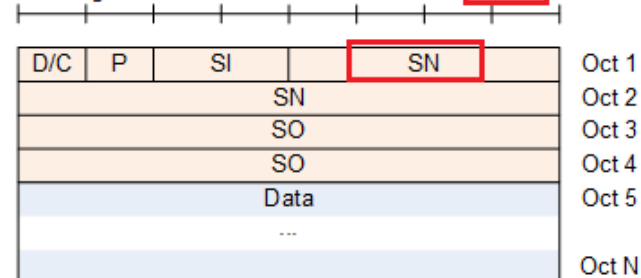 D/C P SI SN Oct 1
SN Oct 2
SO Oct 3
SO Oct 4
Data Oct 5
...
Oct N